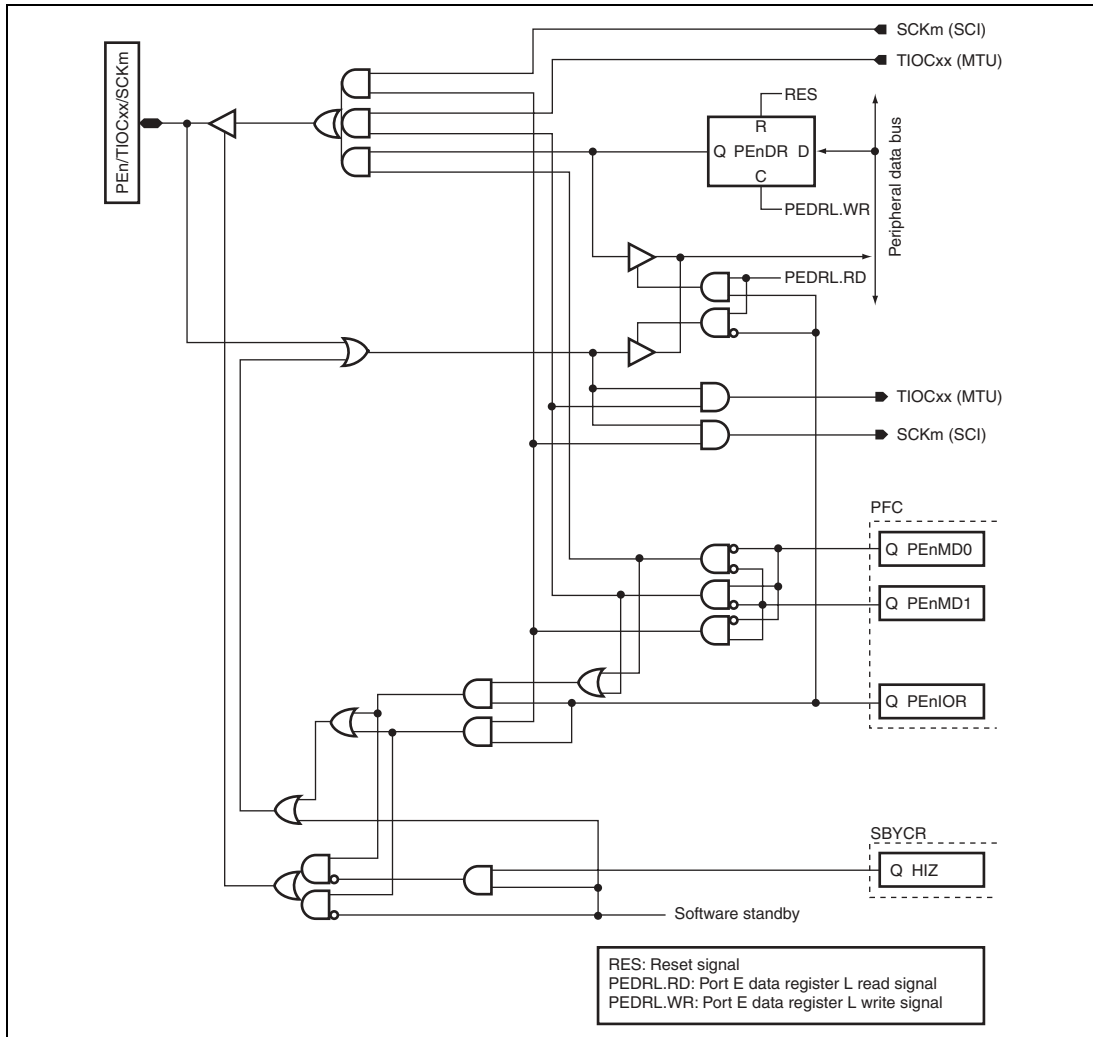 SCKm (SCI)
TIOCxx (MTU)
PEn/TIOCxx/SCKm
RES
R
Q PEnDR D
C
PEDRL.WR
Peripheral data bus
PEDRL.RD
TIOCxx (MTU)
SCKm (SCI)
PFC
Q PEnMD0
Q PEnMD1
Q PEnIOR
SBYCR
Q HIZ
Software standby
RES: Reset signal
PEDRL.RD: Port E data register L read signal
PEDRL.WR: Port E data register L write signal